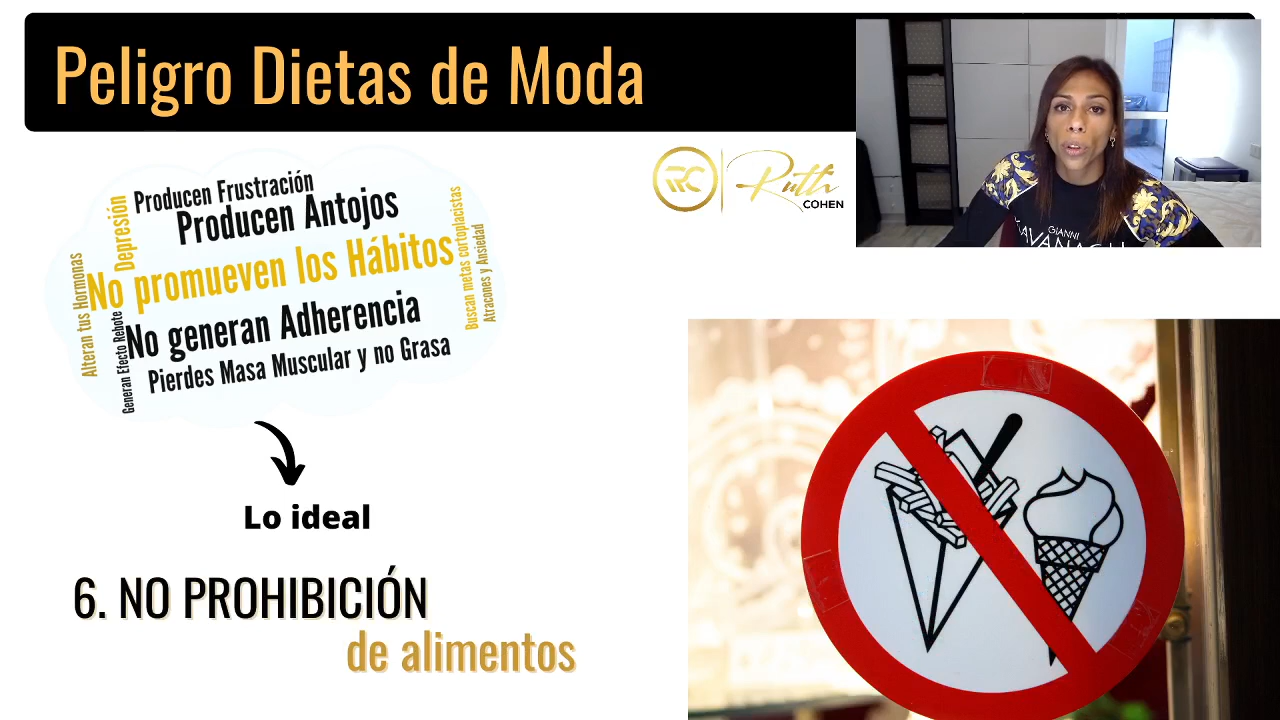 Peligro Dietas de Moda
RC
Ruth
COHEN
GIANNI
KAVANAGH
Producen Frustración
Producen Antojos
Depresión
No promueven los Hábitos
Buscan metas cortoplacistas
Atracones y Ansiedad
Alteran tus Hormonas
Generan Efecto Rebote
No generan Adherencia
Pierdes Masa Muscular y no Grasa
Lo ideal
6. NO PROHIBICIÓN
de alimentos